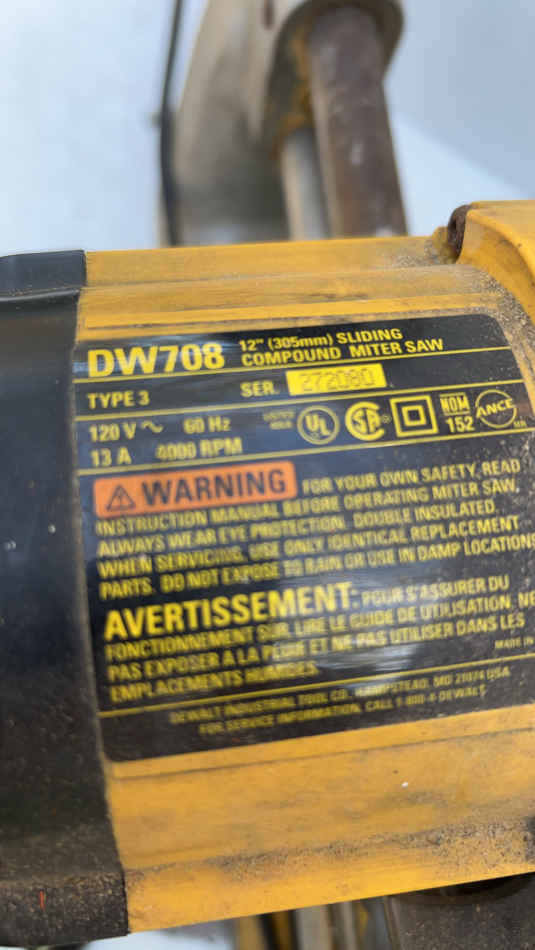 DW708 12" (305mm) SLIDING
COMPOUND MITER SAW
TYPE 3 SER. 272080
120 V ~ 60 Hz LISTED UL CSA NOM ANCE
13 A 4000 RPM 152 MR
WARNING FOR YOUR OWN SAFETY, READ
INSTRUCTION MANUAL BEFORE OPERATING MITER SAW.
ALWAYS WEAR EYE PROTECTION. DOUBLE INSULATED.
WHEN SERVICING, USE ONLY IDENTICAL REPLACEMENT
PARTS. DO NOT EXPOSE TO RAIN OR USE IN DAMP LOCATIONS
AVERTISSEMENT: POUR S'ASSURER DU
FONCTIONNEMENT SUR, LIRE LE GUIDE DE UTILISATION. NE
PAS EXPOSER A LA PLUIE ET NE PAS UTILISER DANS LES
EMPLACEMENTS HUMIDES.
MADE IN
DEWALT INDUSTRIAL TOOL CO. HAMPSTEAD, MD 21074 USA
FOR SERVICE INFORMATION, CALL 1-800-4-DEWALT